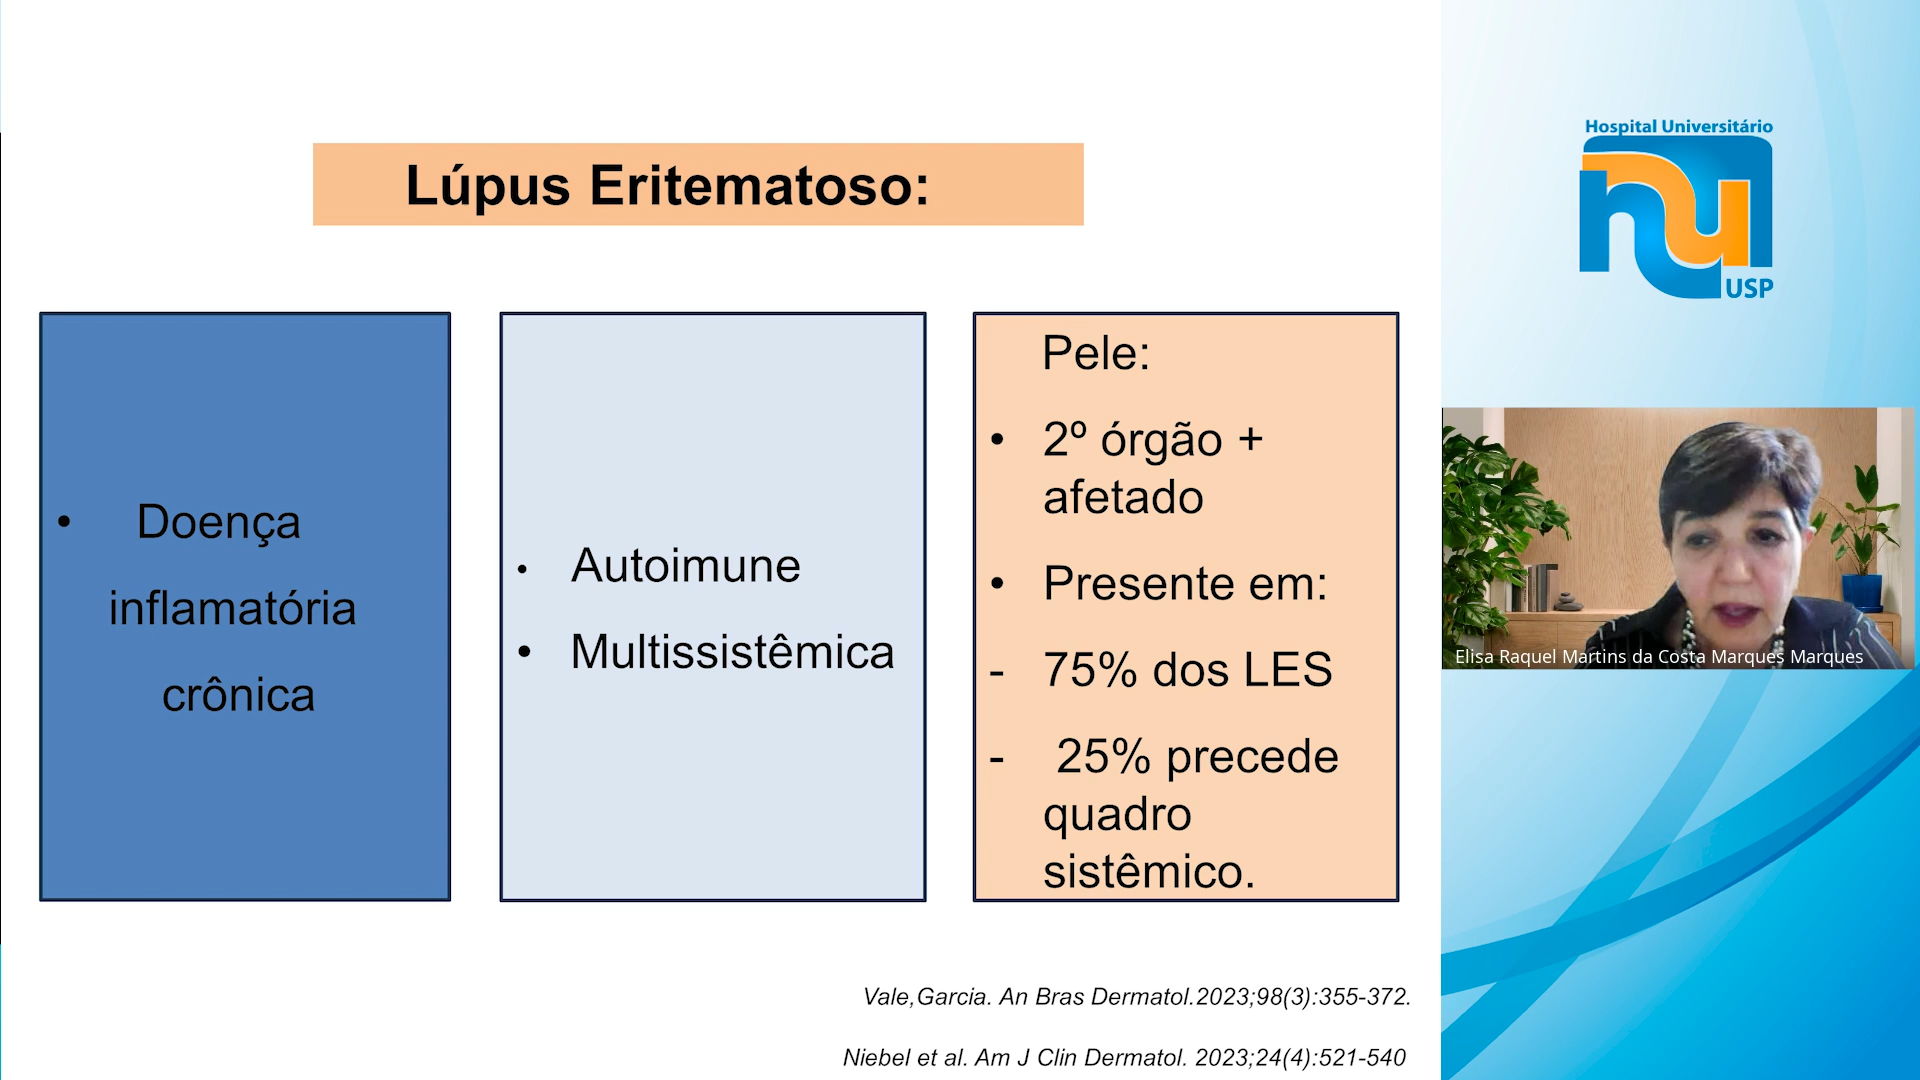 Lúpus Eritematoso:
• Doença
inflamatória
crônica
• Autoimune
• Multissistêmica
Pele:
• 2º órgão +
afetado
• Presente em:
- 75% dos LES
- 25% precede
quadro
sistêmico.
Vale,Garcia. An Bras Dermatol.2023;98(3):355-372.
Niebel et al. Am J Clin Dermatol. 2023;24(4):521-540
Hospital Universitário
hu
USP
Elisa Raquel Martins da Costa Marques Marques